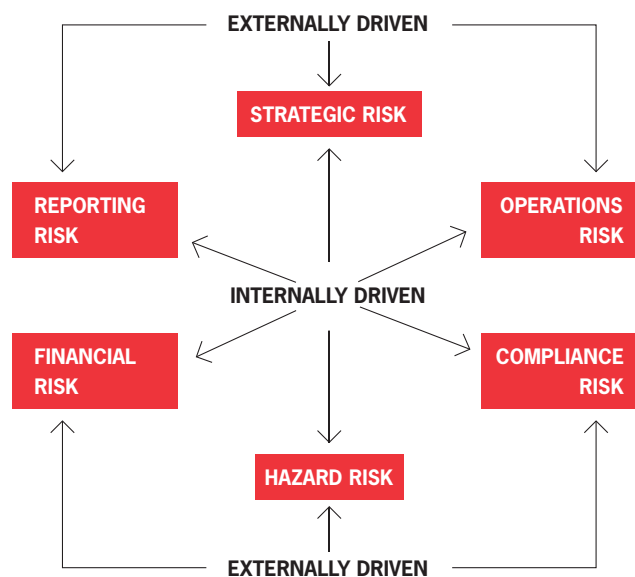 EXTERNALLY DRIVEN
STRATEGIC RISK
REPORTING
RISK
OPERATIONS
RISK
INTERNALLY DRIVEN
FINANCIAL
RISK
COMPLIANCE
RISK
HAZARD RISK
EXTERNALLY DRIVEN